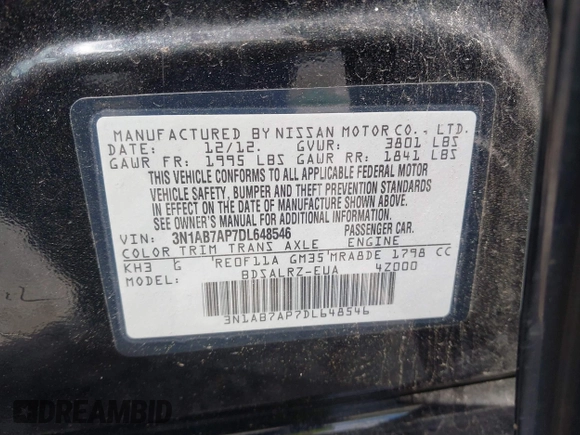 MANUFACTURED BY NISSAN MOTOR CO., LTD.
DATE: 12/12. GVWR: 3801 LBS
GAWR FR: 1995 LBS GAWR RR: 1841 LBS
THIS VEHICLE CONFORMS TO ALL APPLICABLE FEDERAL MOTOR
VEHICLE SAFETY, BUMPER AND THEFT PREVENTION STANDARDS
IN EFFECT ON THE DATE OF MANUFACTURE SHOWN ABOVE.
SEE OWNER'S MANUAL FOR MORE INFORMATION
VIN: 3N1AB7AP7DL648546 PASSENGER CAR.
COLOR TRIM TRANS AXLE ENGINE
KH3 G RE0F11A GM35 MRA8DE 1798 CC
MODEL: BDSALRZ-EUA 4Z000
3N1AB7AP7DL648546
DREAMBID